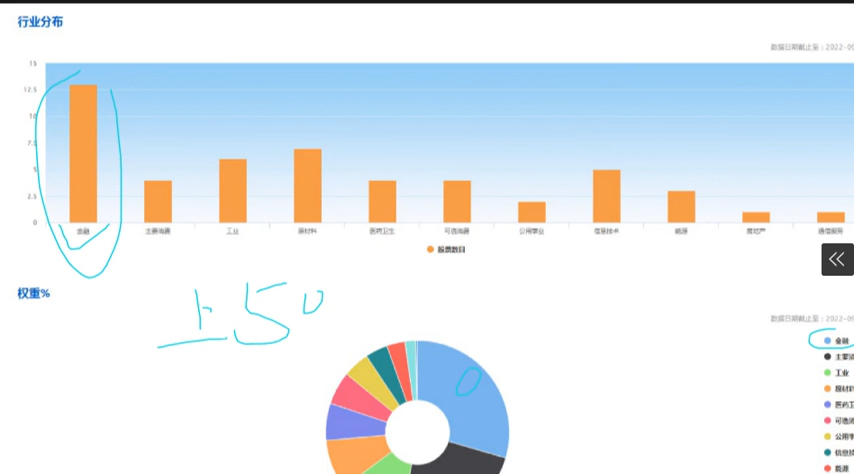 行业分布
数据日期截止至：2022-09
15
12.5
10
7.5
5
2.5
0
金融 主要消费 工业 原材料 医药卫生 可选消费 公用事业 信息技术 能源 房地产 通信服务
股票数目
上50
权重%
数据日期截止至：2022-09
金融
主要消
工业
原材料
医药卫
可选消
公用事
信息技
能源